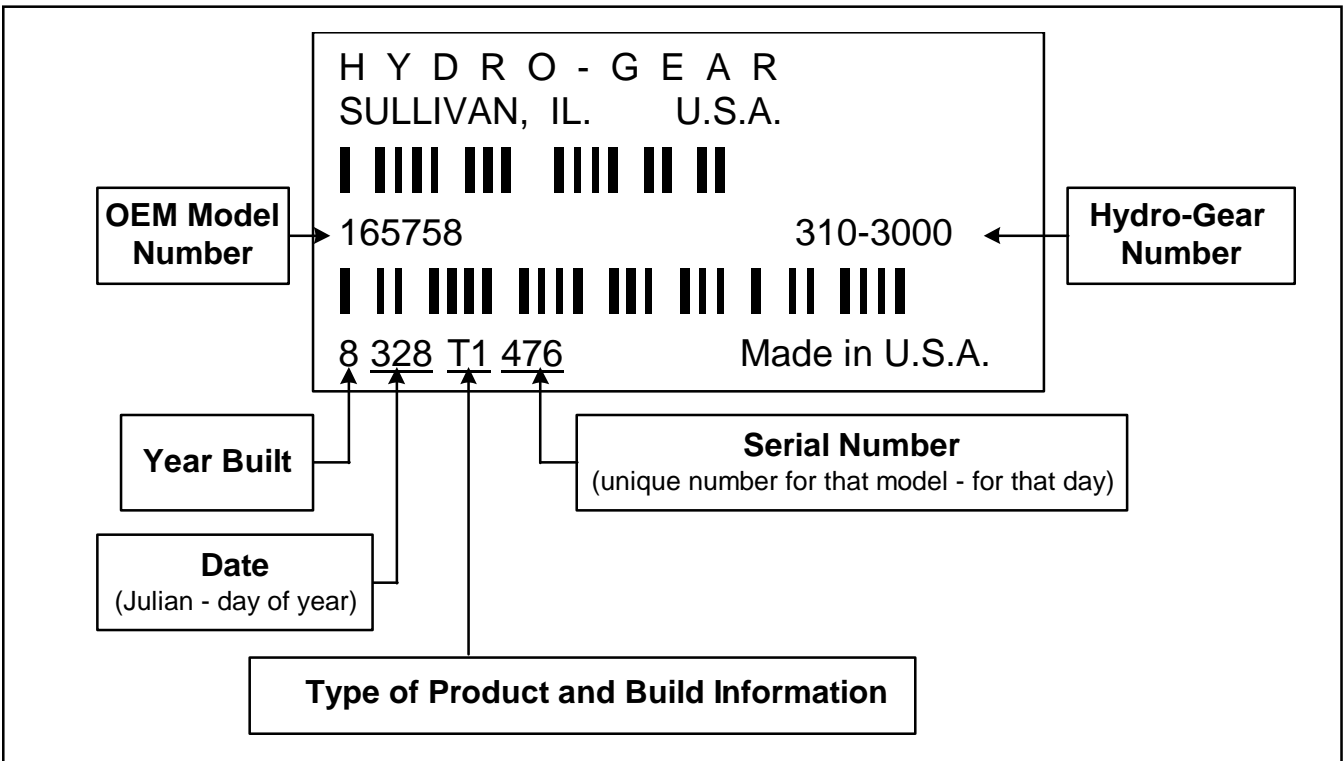 H Y D R O - G E A R
SULLIVAN, IL. U.S.A.
OEM Model
Number
165758
310-3000
Hydro-Gear
Number
8 328 T1 476
Made in U.S.A.
Year Built
Serial Number
(unique number for that model - for that day)
Date
(Julian - day of year)
Type of Product and Build Information